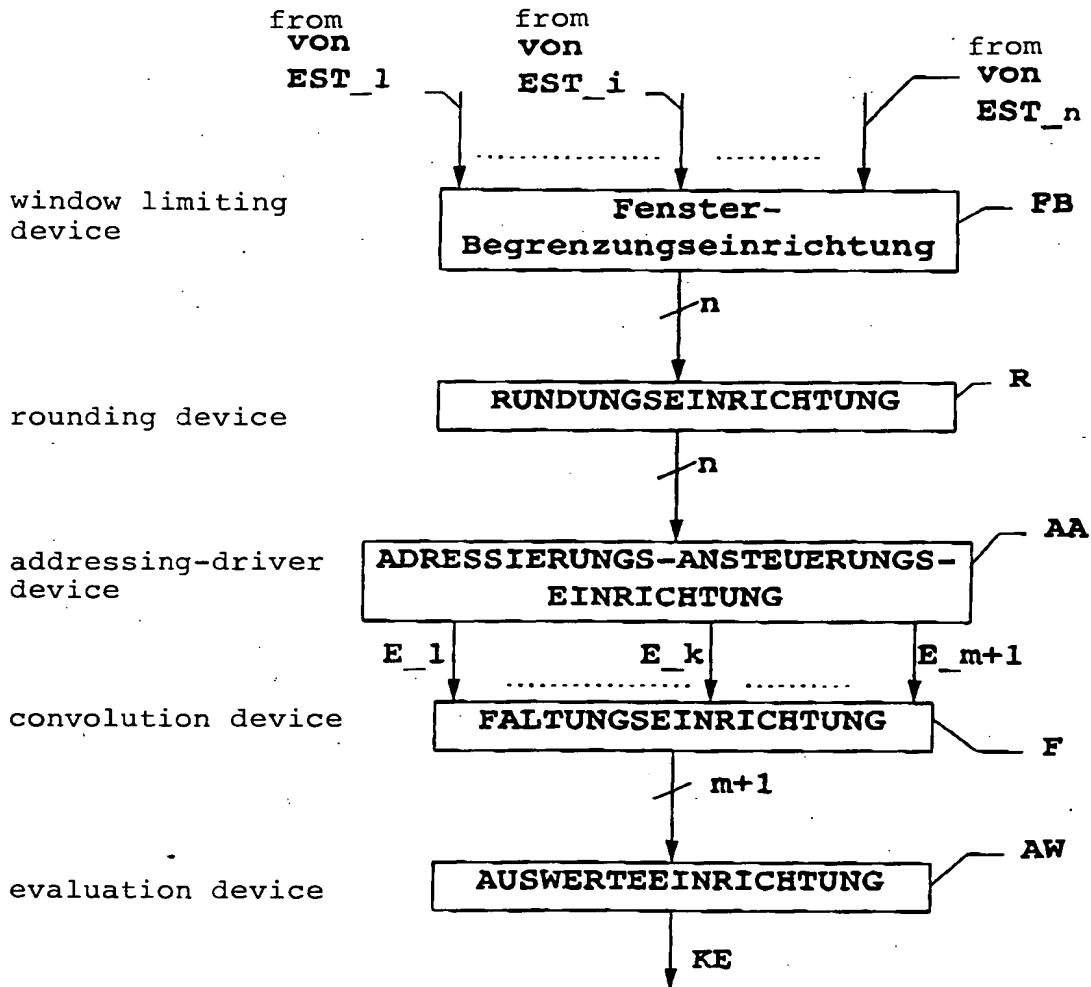 from
von
EST_1
from
von
EST_i
from
von
EST_n
window limiting
device
Fenster-
Begrenzungseinrichtung
FB
n
rounding device
RUNDUNGSEINRICHTUNG
R
n
addressing-driver
device
ADRESSIERUNGS-ANSTEUERUNGS-
EINRICHTUNG
AA
E_1
E_k
E_m+1
convolution device
FALTUNGSEINRICHTUNG
F
m+1
evaluation device
AUSWERTEEINRICHTUNG
AW
KE